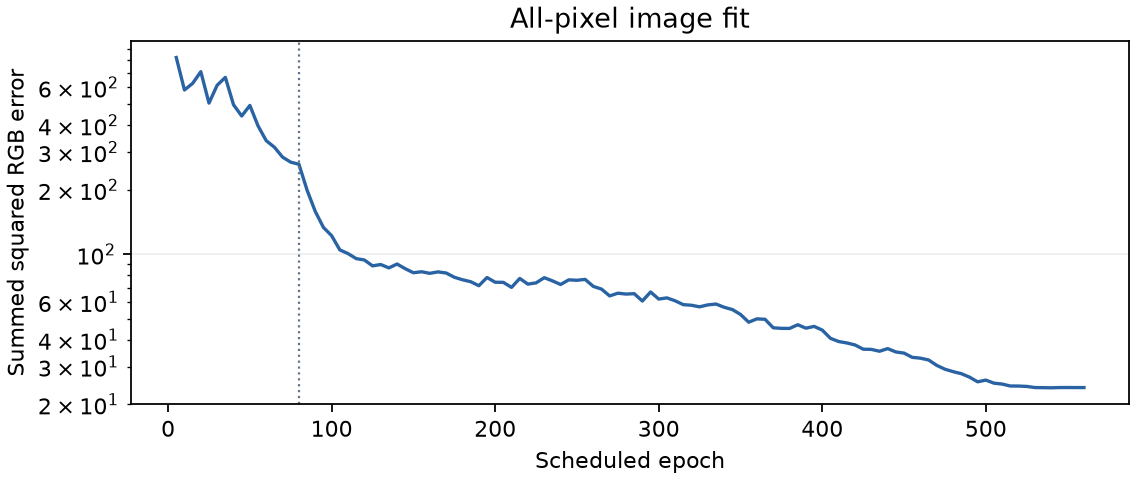 All-pixel image fit
Summed squared RGB error
6 × 10²
4 × 10²
3 × 10²
2 × 10²
10²
6 × 10¹
4 × 10¹
3 × 10¹
2 × 10¹
0 100 200 300 400 500
Scheduled epoch